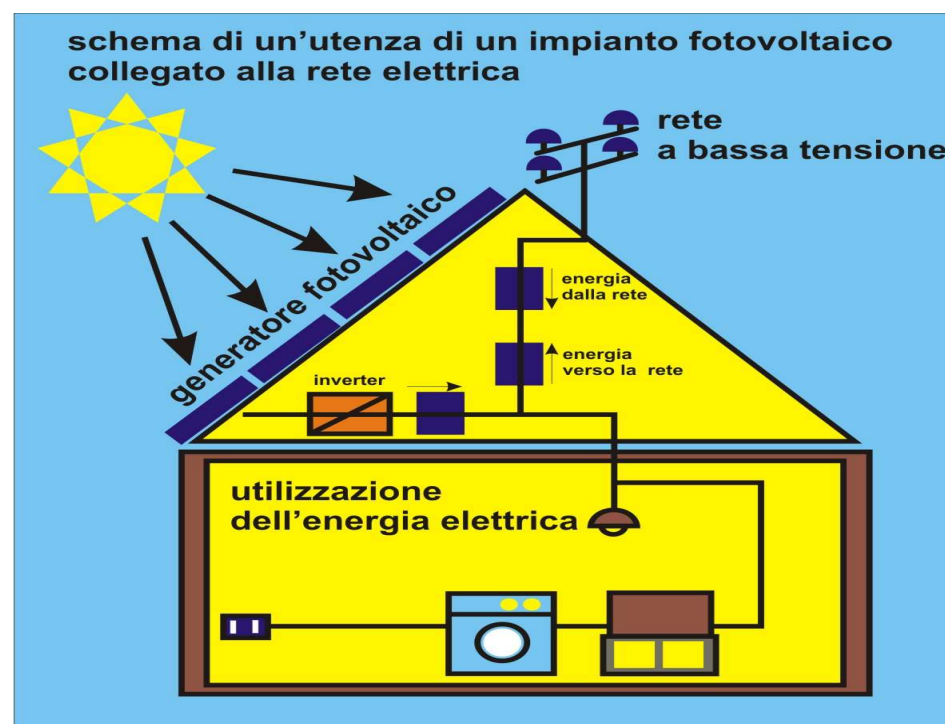 schema di un'utenza di un impianto fotovoltaico
collegato alla rete elettrica
rete
a bassa tensione
generatore fotovoltaico
energia
dalla rete
energia
verso la rete
inverter
utilizzazione
dell'energia elettrica